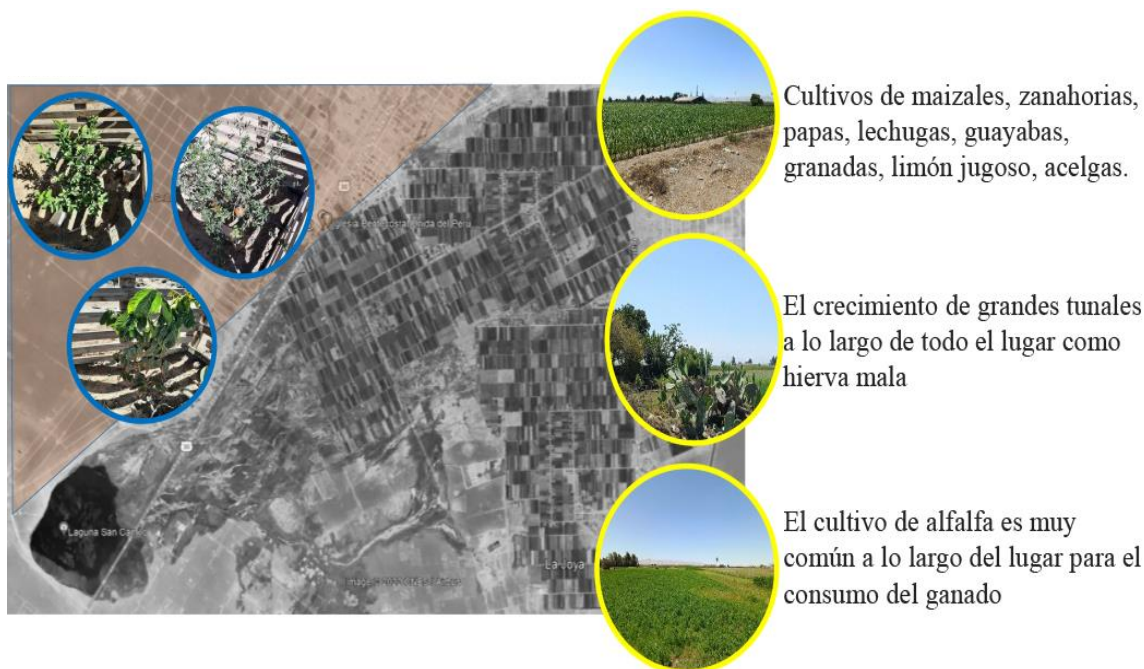 Cultivos de maizales, zanahorias,
papas, lechugas, guayabas,
granadas, limón jugoso, acelgas.
El crecimiento de grandes tunales
a lo largo de todo el lugar como
hierva mala
El cultivo de alfalfa es muy
común a lo largo del lugar para el
consumo del ganado
del Perú
Laguna San
La Joya